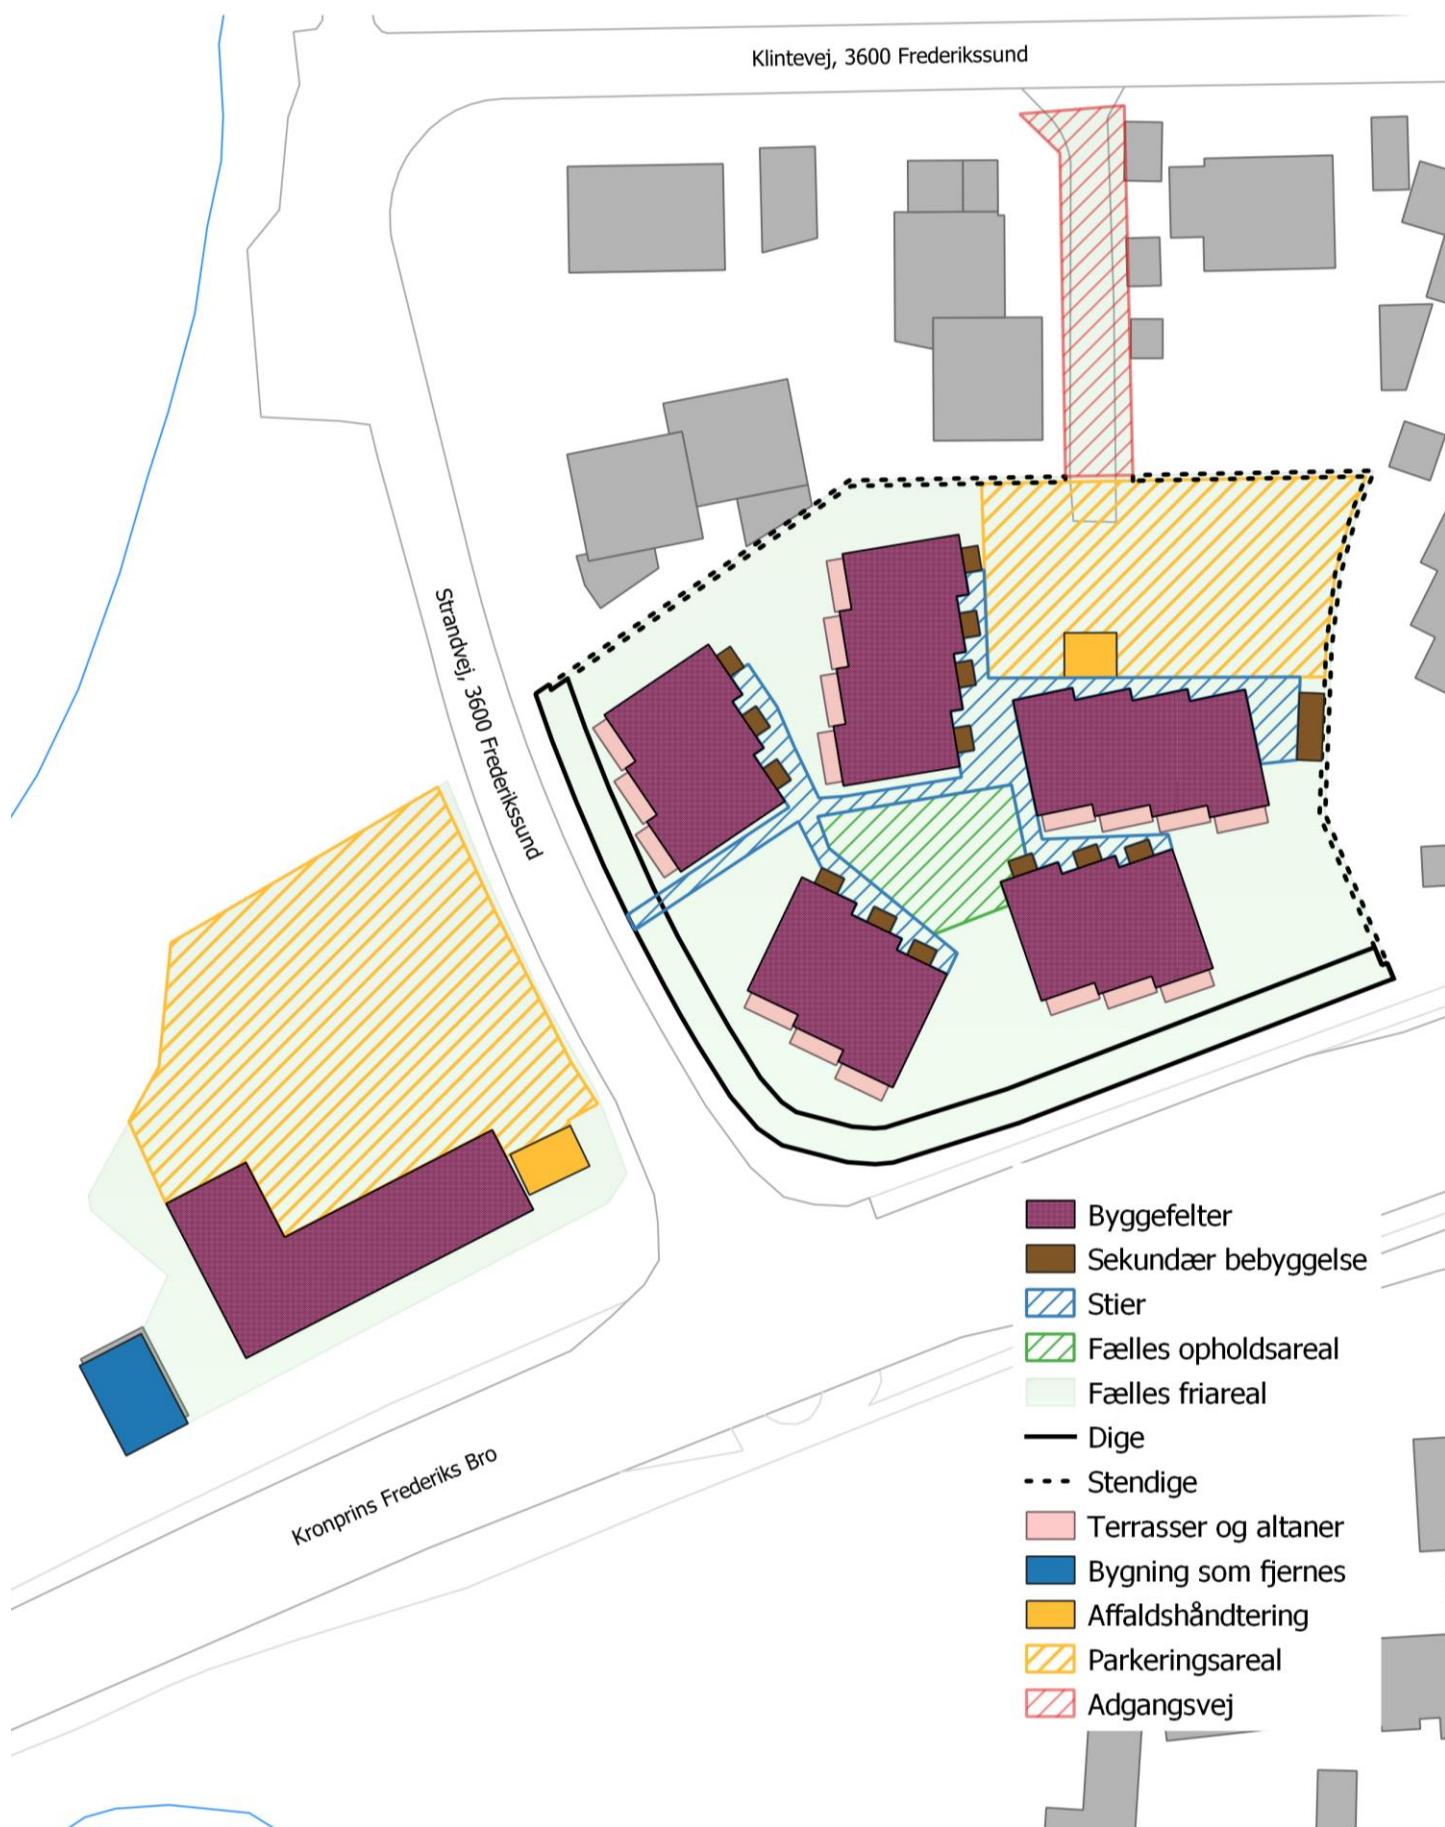 Klintevej, 3600 Frederikssund
Strandvej, 3600 Frederikssund
Kronprins Frederiks Bro
Byggefelter
Sekundær bebyggelse
Stier
Fælles opholdsareal
Fælles friareal
Dige
Stendige
Terrasser og altaner
Bygning som fjernes
Affaldshåndtering
Parkeringsareal
Adgangsvej